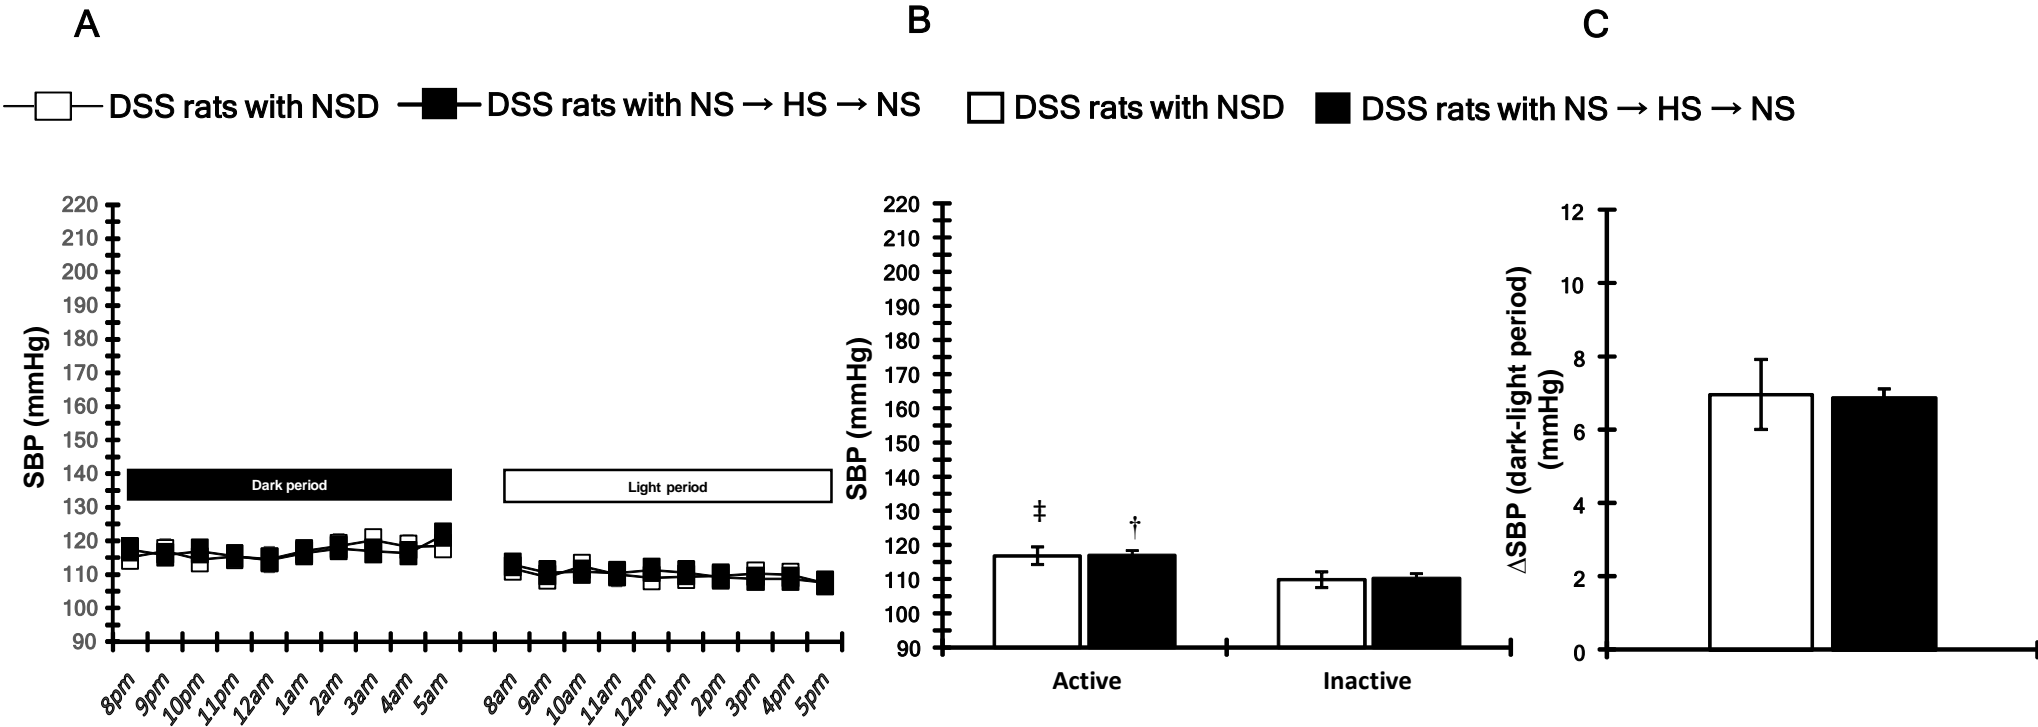 A
DSS rats with NSD
DSS rats with NS → HS → NS
220
210
200
190
180
170
160
150
140
130
120
110
100
90
SBP (mmHg)
Dark period
Light period
8pm
9pm
10pm
11pm
12am
1am
2am
3am
4am
5am
8am
9am
10am
11am
12pm
1pm
2pm
3pm
4pm
5pm
B
DSS rats with NSD
DSS rats with NS → HS → NS
220
210
200
190
180
170
160
150
140
130
120
110
100
90
SBP (mmHg)
‡
†
Active
Inactive
C
12
10
8
6
4
2
0
△SBP (dark-light period)
(mmHg)